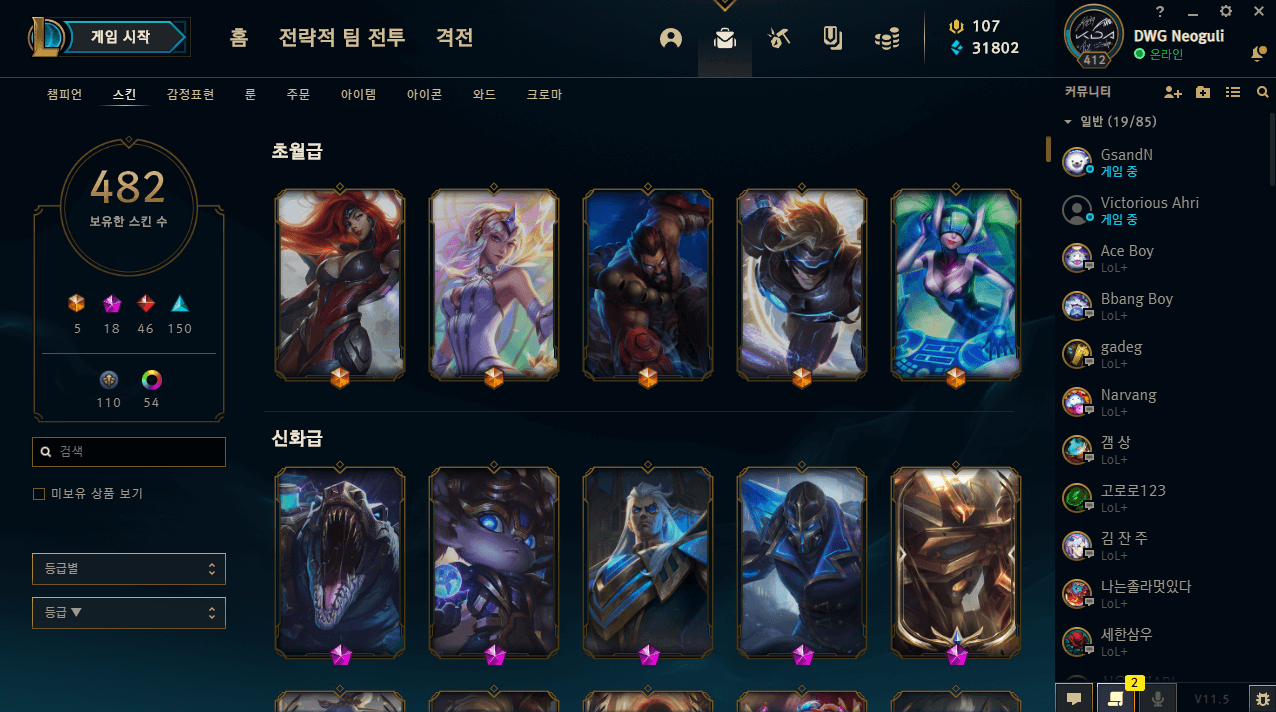 게임 시작
홈
전략적 팀 전투
격전
107
31802
?
412
DWG Neoguli
온라인
챔피언
스킨
감정표현
룬
주문
아이템
아이콘
와드
크로마
482
보유한 스킨 수
5
18
46
150
110
54
검색
미보유 상품 보기
등급별
등급 ▼
초월급
신화급
커뮤니티
일반 (19/85)
GsandN
게임 중
Victorious Ahri
게임 중
Ace Boy
LoL+
Bbang Boy
LoL+
gadeg
LoL+
Narvang
LoL+
갬 상
LoL+
고로로123
LoL+
김 잔 주
LoL+
나는졸라멋있다
LoL+
세한삼우
LoL+
2
V11.5